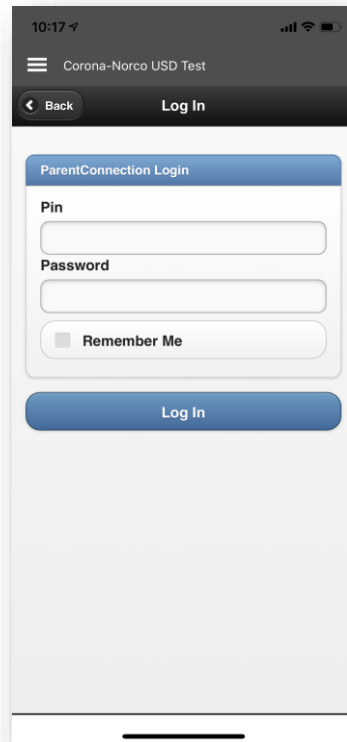 10:17
Corona-Norco USD Test
Back
Log In
ParentConnection Login
Pin
Password
Remember Me
Log In